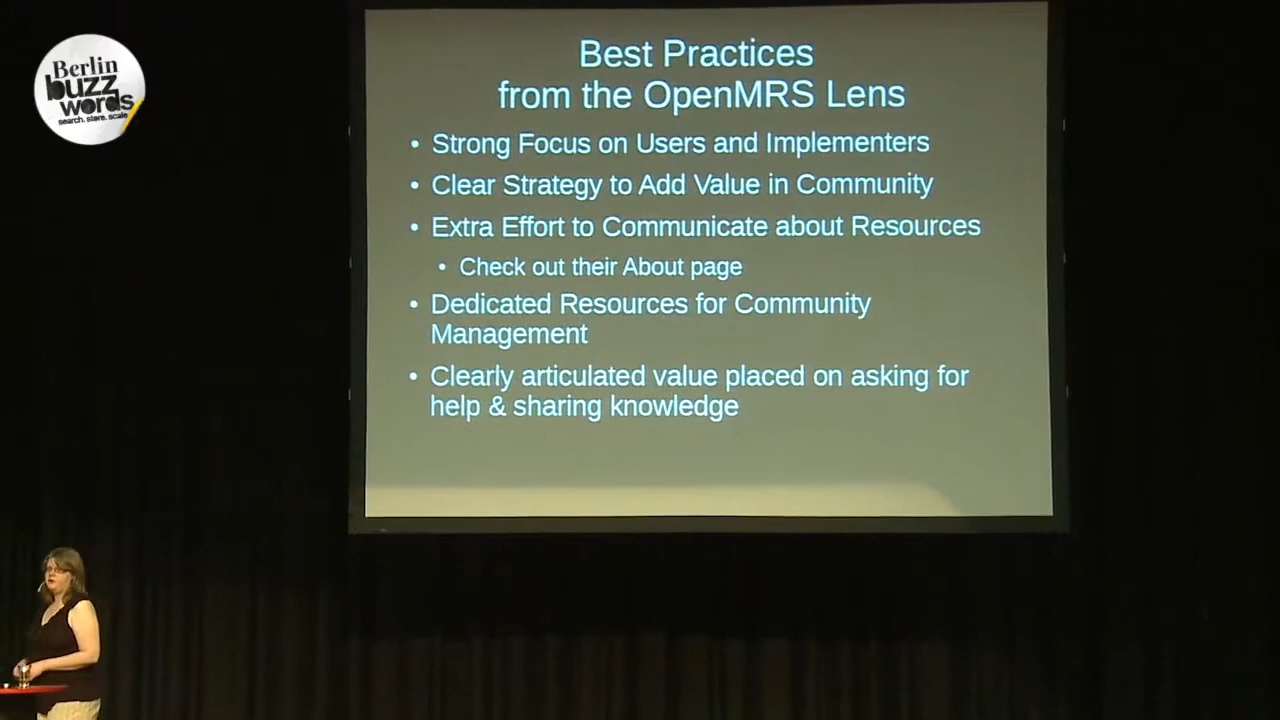 Berlin
buzz
words
search. store. scale
Best Practices
from the OpenMRS Lens
• Strong Focus on Users and Implementers
• Clear Strategy to Add Value in Community
• Extra Effort to Communicate about Resources
• Check out their About page
• Dedicated Resources for Community
Management
• Clearly articulated value placed on asking for
help & sharing knowledge